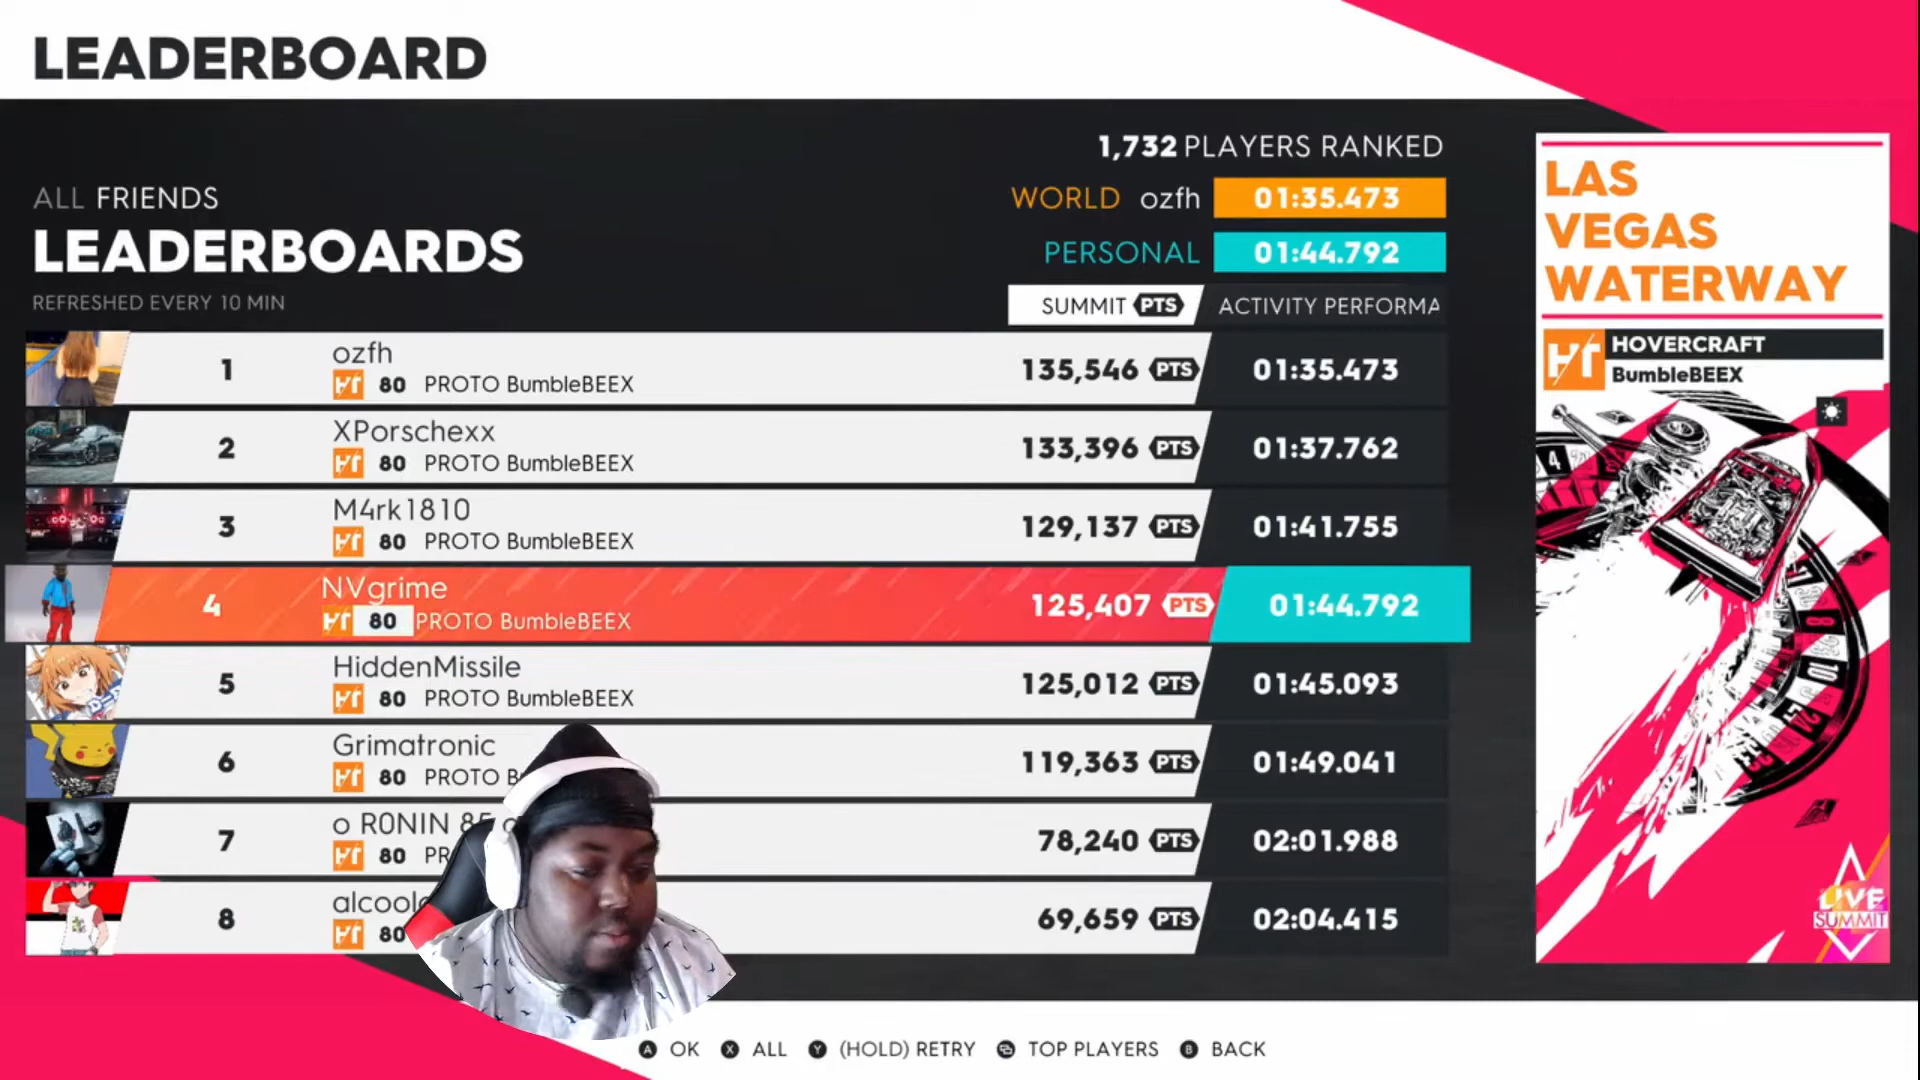 LEADERBOARD
1,732 PLAYERS RANKED
ALL FRIENDS
WORLD ozfh 01:35.473
LEADERBOARDS
PERSONAL 01:44.792
REFRESHED EVERY 10 MIN
SUMMIT PTS ACTIVITY PERFORMA
1 ozfh 135,546 PTS 01:35.473
80 PROTO BumbleBEEX
2 XPorschexx 133,396 PTS 01:37.762
80 PROTO BumbleBEEX
3 M4rk1810 129,137 PTS 01:41.755
80 PROTO BumbleBEEX
4 NVgrime 125,407 PTS 01:44.792
80 PROTO BumbleBEEX
5 HiddenMissile 125,012 PTS 01:45.093
80 PROTO BumbleBEEX
6 Grimatronic 119,363 PTS 01:49.041
80 PROTO
7 o R0NIN 78,240 PTS 02:01.988
80
8 69,659 PTS 02:04.415
80
LAS
VEGAS
WATERWAY
HOVERCRAFT
BumbleBEEX
LIVE
SUMMIT
A OK X ALL Y (HOLD) RETRY TOP PLAYERS B BACK